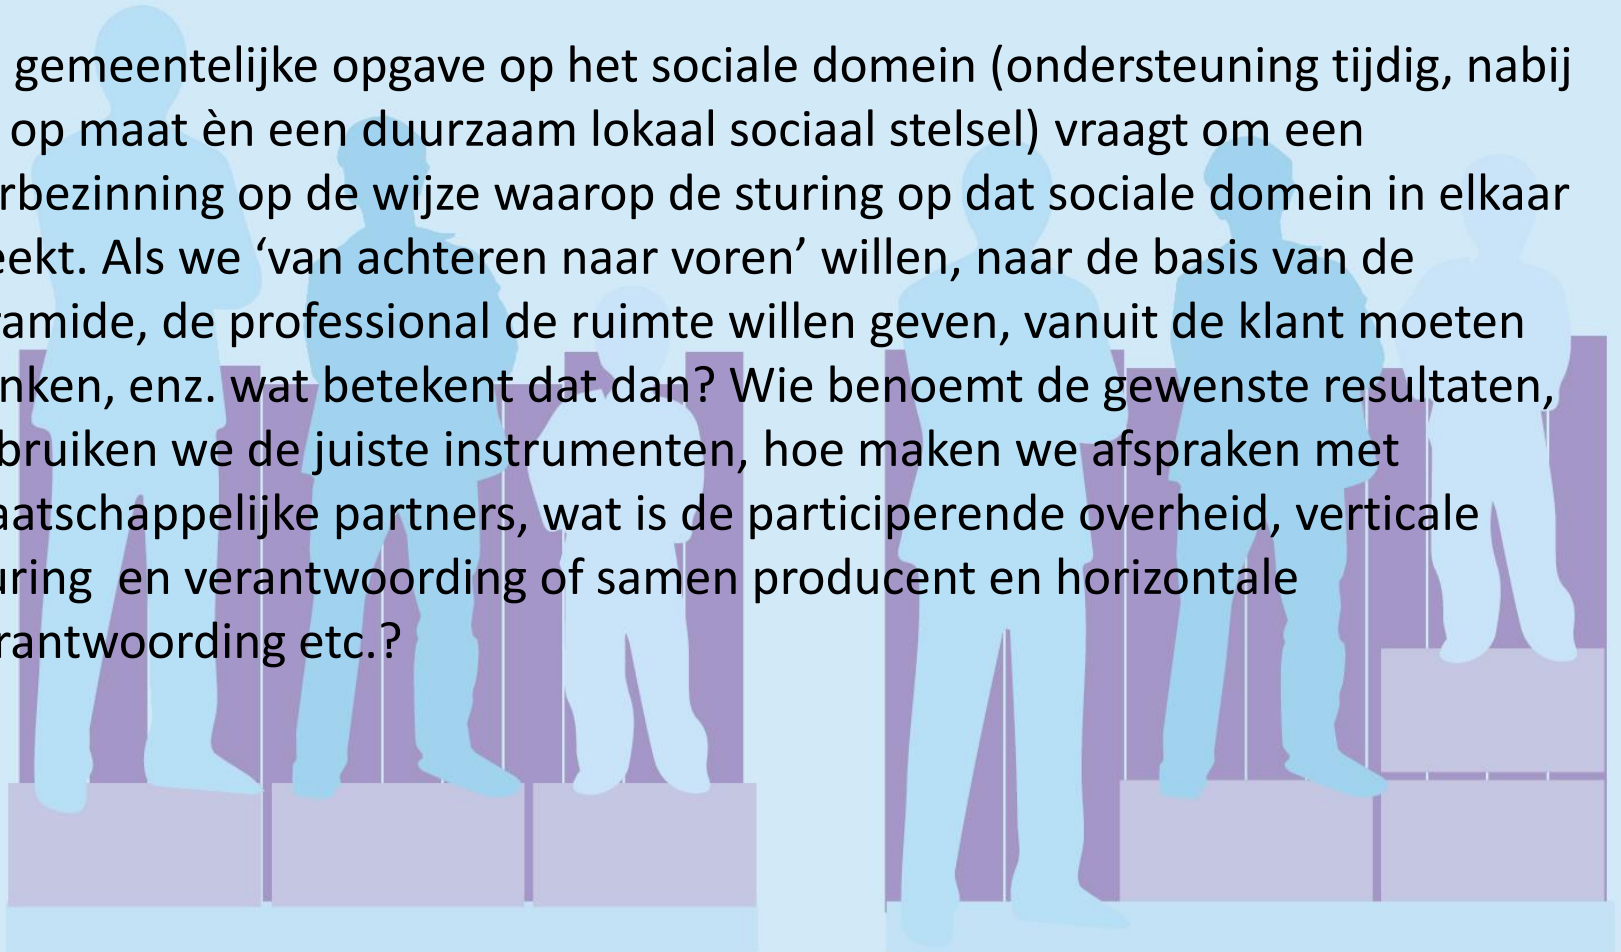 gemeentelijke opgave op het sociale domein (ondersteuning tijdig, nabij
op maat èn een duurzaam lokaal sociaal stelsel) vraagt om een
rbezinning op de wijze waarop de sturing op dat sociale domein in elkaar
eekt. Als we ‘van achteren naar voren’ willen, naar de basis van de
ramide, de professional de ruimte willen geven, vanuit de klant moeten
nken, enz. wat betekent dat dan? Wie benoemt de gewenste resultaten,
bruiken we de juiste instrumenten, hoe maken we afspraken met
aatschappelijke partners, wat is de participerende overheid, verticale
uring en verantwoording of samen producent en horizontale
rantwoording etc.?